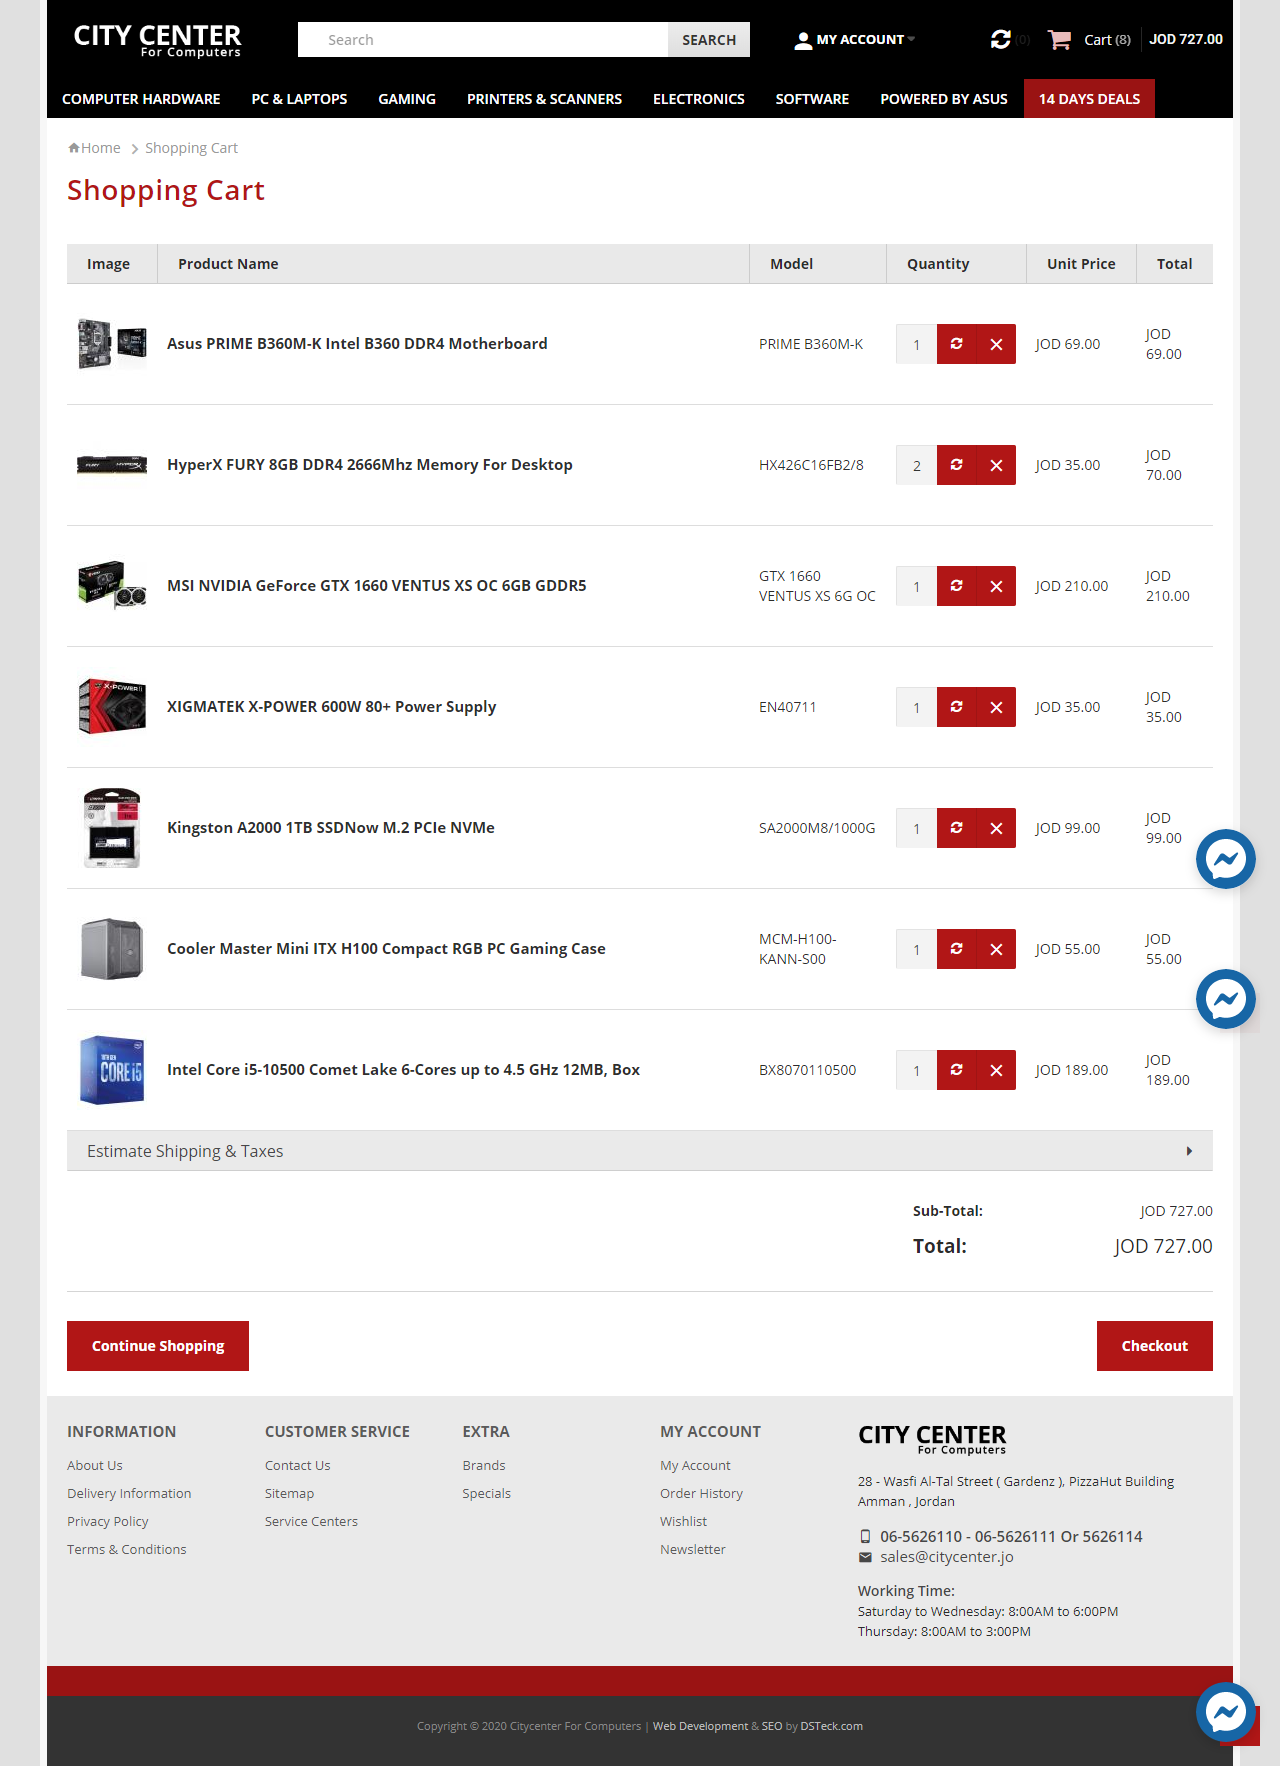 CITY CENTER
For Computers
Search
SEARCH
MY ACCOUNT
(0)
Cart (8)
JOD 727.00
COMPUTER HARDWARE
PC & LAPTOPS
GAMING
PRINTERS & SCANNERS
ELECTRONICS
SOFTWARE
POWERED BY ASUS
14 DAYS DEALS
Home
Shopping Cart
Shopping Cart
Image
Product Name
Model
Quantity
Unit Price
Total
Asus PRIME B360M-K Intel B360 DDR4 Motherboard
PRIME B360M-K
1
JOD 69.00
JOD
69.00
FURY
HYPERX
HyperX FURY 8GB DDR4 2666Mhz Memory For Desktop
HX426C16FB2/8
2
JOD 35.00
JOD
70.00
MSI NVIDIA GeForce GTX 1660 VENTUS XS OC 6GB GDDR5
GTX 1660
VENTUS XS 6G OC
1
JOD 210.00
JOD
210.00
X-POWER
XIGMATEK X-POWER 600W 80+ Power Supply
EN40711
1
JOD 35.00
JOD
35.00
Kingston A2000 1TB SSDNow M.2 PCIe NVMe
SA2000M8/1000G
1
JOD 99.00
JOD
99.00
Cooler Master Mini ITX H100 Compact RGB PC Gaming Case
MCM-H100-
KANN-S00
1
JOD 55.00
JOD
55.00
10TH GEN
CORE i5
Intel Core i5-10500 Comet Lake 6-Cores up to 4.5 GHz 12MB, Box
BX8070110500
1
JOD 189.00
JOD
189.00
Estimate Shipping & Taxes
Sub-Total:
JOD 727.00
Total:
JOD 727.00
Continue Shopping
Checkout
INFORMATION
About Us
Delivery Information
Privacy Policy
Terms & Conditions
CUSTOMER SERVICE
Contact Us
Sitemap
Service Centers
EXTRA
Brands
Specials
MY ACCOUNT
My Account
Order History
Wishlist
Newsletter
CITY CENTER
For Computers
28 - Wasfi Al-Tal Street ( Gardenz ), PizzaHut Building
Amman , Jordan
06-5626110 - 06-5626111 Or 5626114
sales@citycenter.jo
Working Time:
Saturday to Wednesday: 8:00AM to 6:00PM
Thursday: 8:00AM to 3:00PM
Copyright © 2020 Citycenter For Computers | Web Development & SEO by DSTeck.com